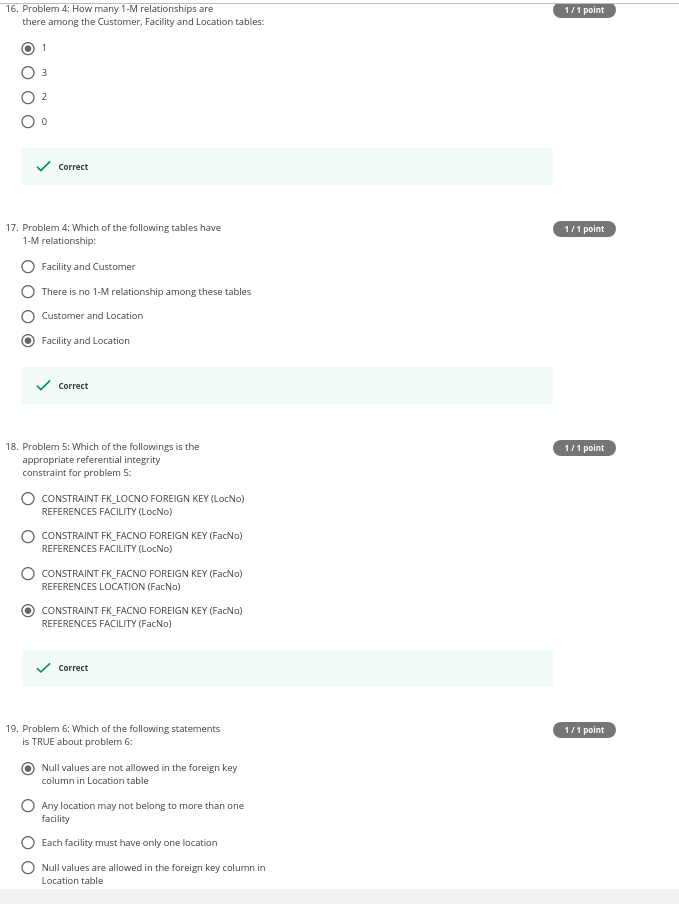 16. Problem 4: How many 1-M relationships are
there among the Customer, Facility and Location tables:
1 / 1 point
1
3
2
0
Correct
17. Problem 4: Which of the following tables have
1-M relationship:
1 / 1 point
Facility and Customer
There is no 1-M relationship among these tables
Customer and Location
Facility and Location
Correct
18. Problem 5: Which of the followings is the
appropriate referential integrity
constraint for problem 5:
1 / 1 point
CONSTRAINT FK_LOCNO FOREIGN KEY (LocNo)
REFERENCES FACILITY (LocNo)
CONSTRAINT FK_FACNO FOREIGN KEY (FacNo)
REFERENCES FACILITY (LocNo)
CONSTRAINT FK_FACNO FOREIGN KEY (FacNo)
REFERENCES LOCATION (FacNo)
CONSTRAINT FK_FACNO FOREIGN KEY (FacNo)
REFERENCES FACILITY (FacNo)
Correct
19. Problem 6: Which of the following statements
is TRUE about problem 6:
1 / 1 point
Null values are not allowed in the foreign key
column in Location table
Any location may not belong to more than one
facility
Each facility must have only one location
Null values are allowed in the foreign key column in
Location table